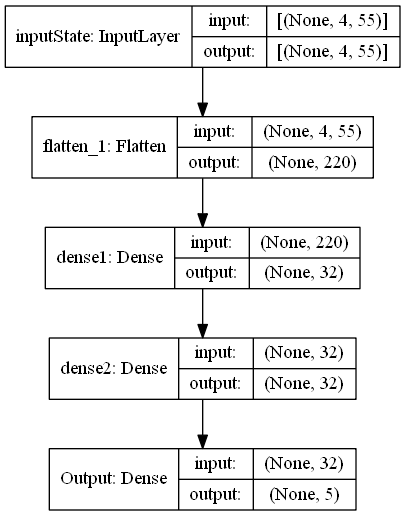 inputState: InputLayer
input:
[(None, 4, 55)]
output:
[(None, 4, 55)]
flatten_1: Flatten
input:
(None, 4, 55)
output:
(None, 220)
dense1: Dense
input:
(None, 220)
output:
(None, 32)
dense2: Dense
input:
(None, 32)
output:
(None, 32)
Output: Dense
input:
(None, 32)
output:
(None, 5)